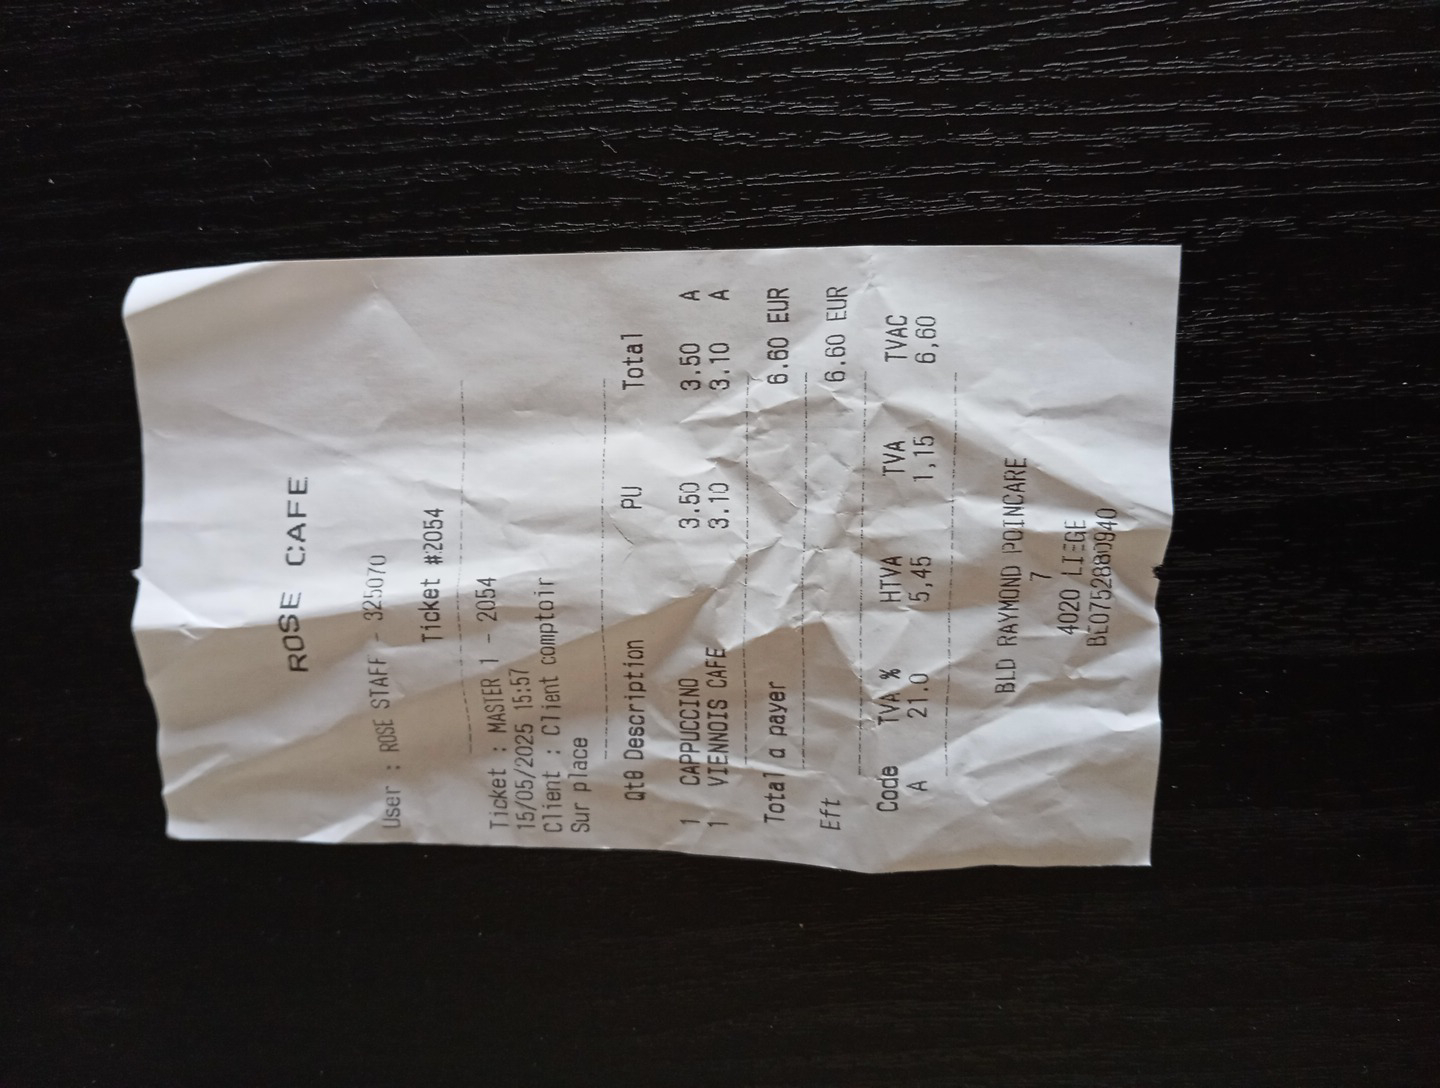 ROSE CAFE
User : ROSE STAFF - 325070
Ticket #2054
Ticket : MASTER 1 - 2054
15/05/2025 15:57
Client : Client comptoir
Sur place
Qté Description PU Total
1 CAPPUCCINO 3.50 3.50 A
1 VIENNOIS CAFE 3.10 3.10 A
Total a payer 6.60 EUR
Eft 6.60 EUR
Code TVA % HTVA TVA TVAC
A 21.0 5,45 1,15 6,60
BLD RAYMOND POINCARE
7
4020 LIEGE
BE0752880940